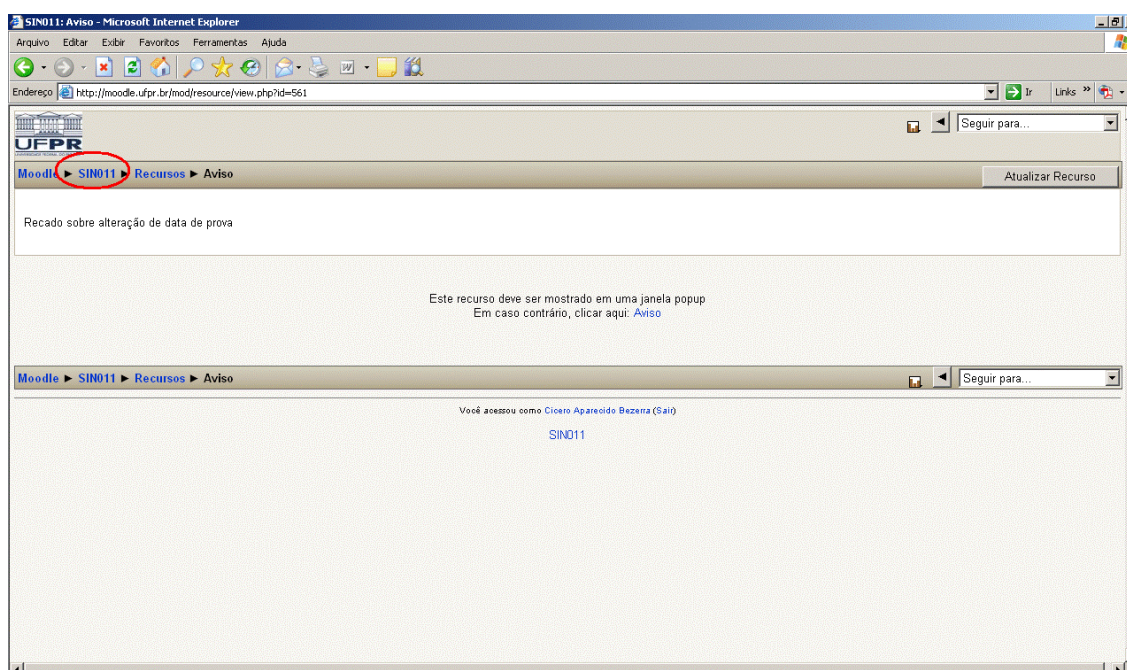 SIN011: Aviso - Microsoft Internet Explorer
Arquivo Editar Exibir Favoritos Ferramentas Ajuda
Endereço http://moodle.ufpr.br/mod/resource/view.php?id=561 Ir Links »
UFPR
Seguir para...
Moodle ► SIN011 ► Recursos ► Aviso
Atualizar Recurso
Recado sobre alteração de data de prova
Este recurso deve ser mostrado em uma janela popup
Em caso contrário, clicar aqui: Aviso
Moodle ► SIN011 ► Recursos ► Aviso
Seguir para...
Você acessou como Cicero Aparecido Bezerra (Sair)
SIN011